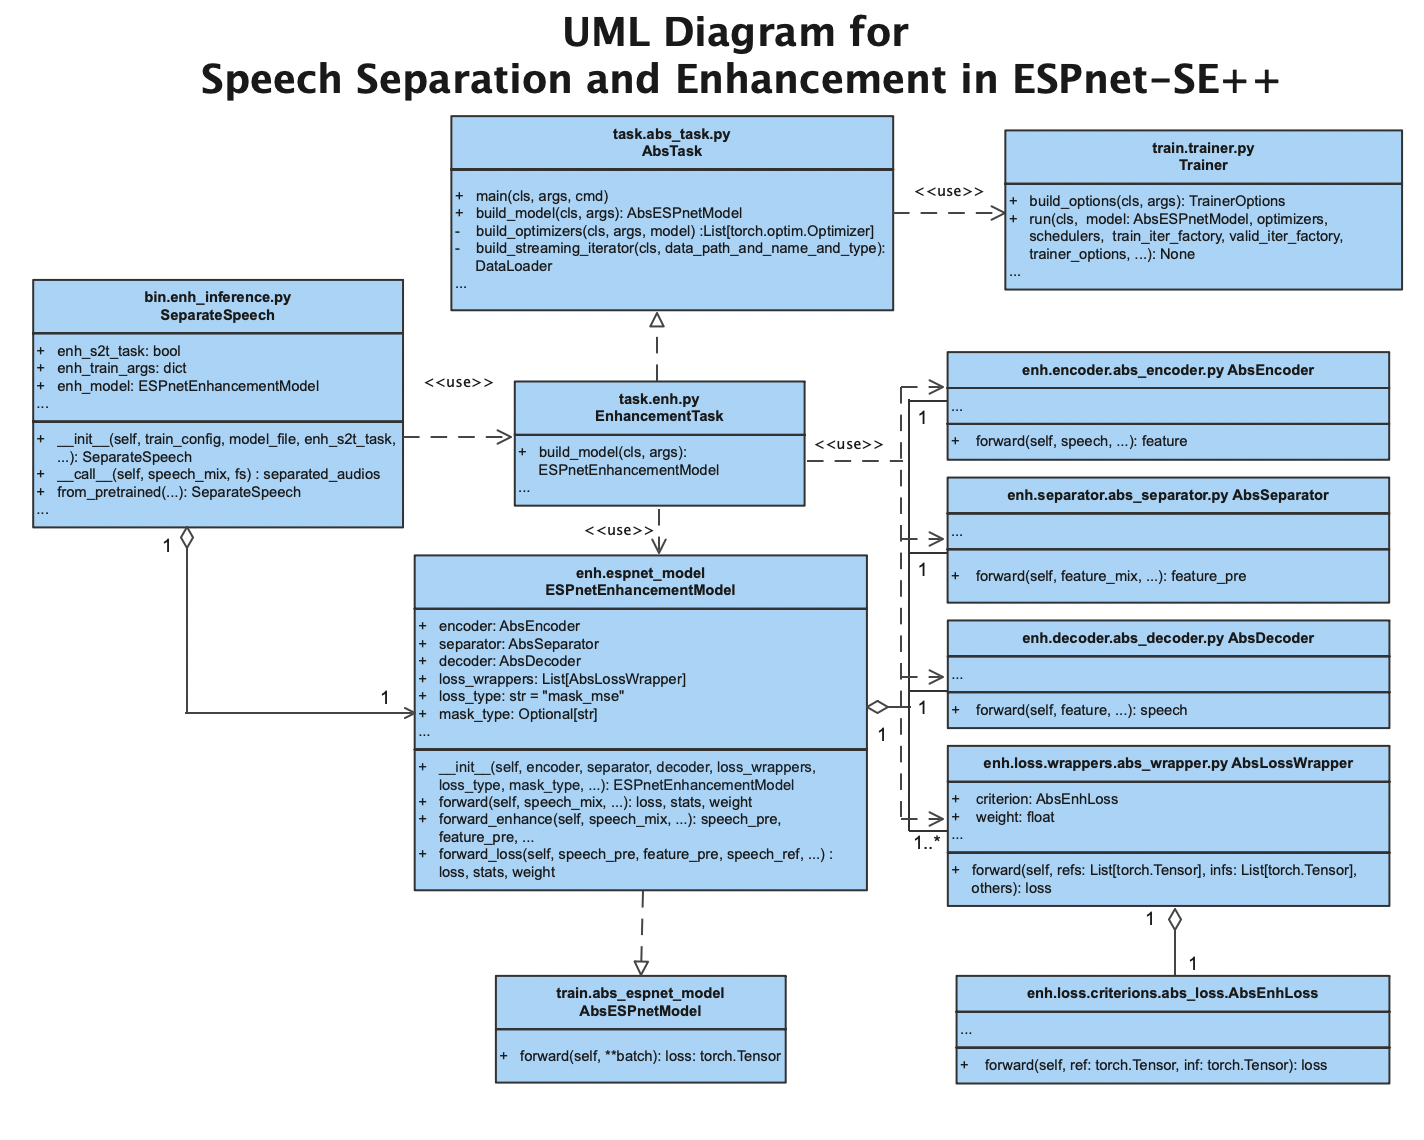 UML Diagram for
Speech Separation and Enhancement in ESPnet-SE++
task.abs_task.py
AbsTask
+ main(cls, args, cmd)
+ build_model(cls, args): AbsESPnetModel
- build_optimizers(cls, args, model) :List[torch.optim.Optimizer]
- build_streaming_iterator(cls, data_path_and_name_and_type):
DataLoader
...
<<use>>
train.trainer.py
Trainer
+ build_options(cls, args): TrainerOptions
+ run(cls, model: AbsESPnetModel, optimizers,
schedulers, train_iter_factory, valid_iter_factory,
trainer_options, ...): None
...
bin.enh_inference.py
SeparateSpeech
+ enh_s2t_task: bool
+ enh_train_args: dict
+ enh_model: ESPnetEnhancementModel
...
+ __init__(self, train_config, model_file, enh_s2t_task,
...): SeparateSpeech
+ __call__(self, speech_mix, fs) : separated_audios
+ from_pretrained(...): SeparateSpeech
...
<<use>>
task.enh.py
EnhancementTask
+ build_model(cls, args):
ESPnetEnhancementModel
...
<<use>>
<<use>>
1
1
enh.espnet_model
ESPnetEnhancementModel
+ encoder: AbsEncoder
+ separator: AbsSeparator
+ decoder: AbsDecoder
+ loss_wrappers: List[AbsLossWrapper]
+ loss_type: str = "mask_mse"
+ mask_type: Optional[str]
...
+ __init__(self, encoder, separator, decoder, loss_wrappers,
loss_type, mask_type, ...): ESPnetEnhancementModel
+ forward(self, speech_mix, ...): loss, stats, weight
+ forward_enhance(self, speech_mix, ...): speech_pre,
feature_pre, ...
+ forward_loss(self, speech_pre, feature_pre, speech_ref, ...) :
loss, stats, weight
1
train.abs_espnet_model
AbsESPnetModel
+ forward(self, **batch): loss: torch.Tensor
enh.encoder.abs_encoder.py AbsEncoder
1
...
+ forward(self, speech, ...): feature
enh.separator.abs_separator.py AbsSeparator
...
1
+ forward(self, feature_mix, ...): feature_pre
enh.decoder.abs_decoder.py AbsDecoder
...
1
+ forward(self, feature, ...): speech
enh.loss.wrappers.abs_wrapper.py AbsLossWrapper
+ criterion: AbsEnhLoss
+ weight: float
...
1..*
+ forward(self, refs: List[torch.Tensor], infs: List[torch.Tensor],
others): loss
1
1
enh.loss.criterions.abs_loss.AbsEnhLoss
...
+ forward(self, ref: torch.Tensor, inf: torch.Tensor): loss